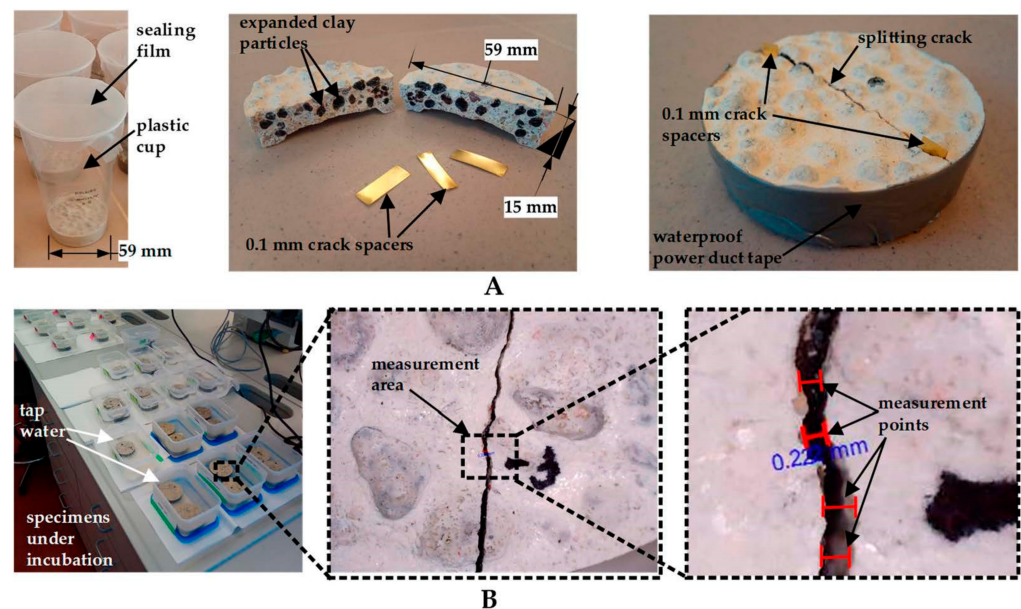 sealing
film
plastic
cup
59 mm
expanded clay
particles
59 mm
15 mm
0.1 mm crack spacers
splitting crack
0.1 mm crack
spacers
waterproof
power duct tape
A
tap
water
specimens
under
incubation
measurement
area
measurement
points
0.222 mm
B